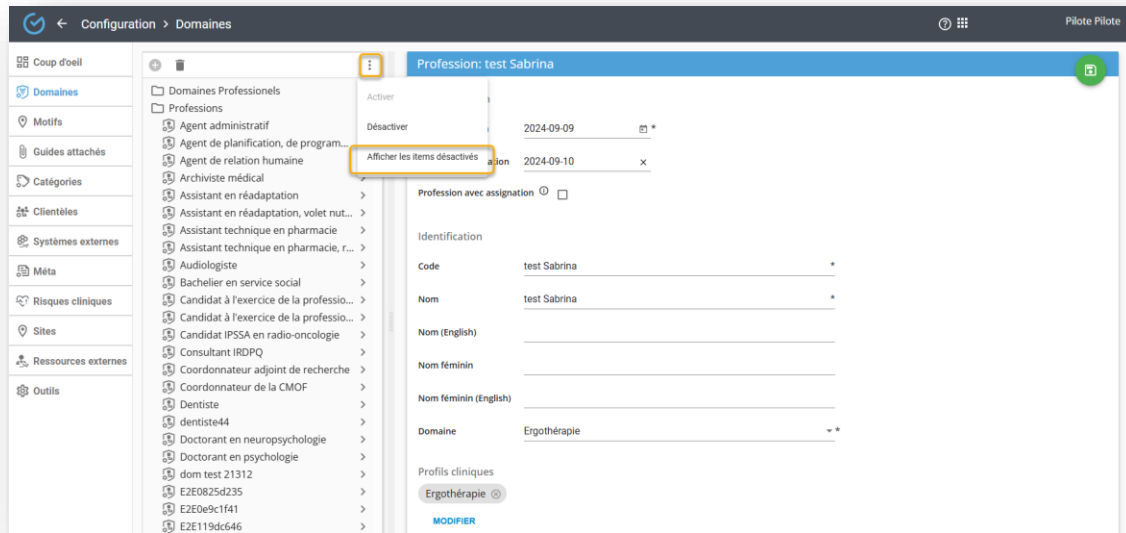 Configuration > Domaines
Pilote Pilote
Coup d'oeil
Domaines
Motifs
Guides attachés
Catégories
Clientèles
Systèmes externes
Méta
Risques cliniques
Sites
Ressources externes
Outils
Domaines Professionels
Professions
Agent administratif
Agent de planification, de program...
Agent de relation humaine
Archiviste médical
Assistant en réadaptation
Assistant en réadaptation, volet nut...
Assistant technique en pharmacie
Assistant technique en pharmacie, r...
Audiologiste
Bachelier en service social
Candidat à l'exercice de la professio...
Candidat à l'exercice de la professio...
Candidat IPSSA en radio-oncologie
Consultant IRDPQ
Coordonnateur adjoint de recherche
Coordonnateur de la CMOF
Dentiste
dentiste44
Doctorant en neuropsychologie
Doctorant en psychologie
dom test 21312
E2E0825d235
E2E0e9c1f41
E2E119dc646
Activer
Désactiver
Afficher les items désactivés
Profession: test Sabrina
2024-09-09 *
2024-09-10 x
Profession avec assignation
Identification
Code test Sabrina *
Nom test Sabrina *
Nom (English)
Nom féminin
Nom féminin (English)
Domaine Ergothérapie *
Profils cliniques
Ergothérapie
MODIFIER